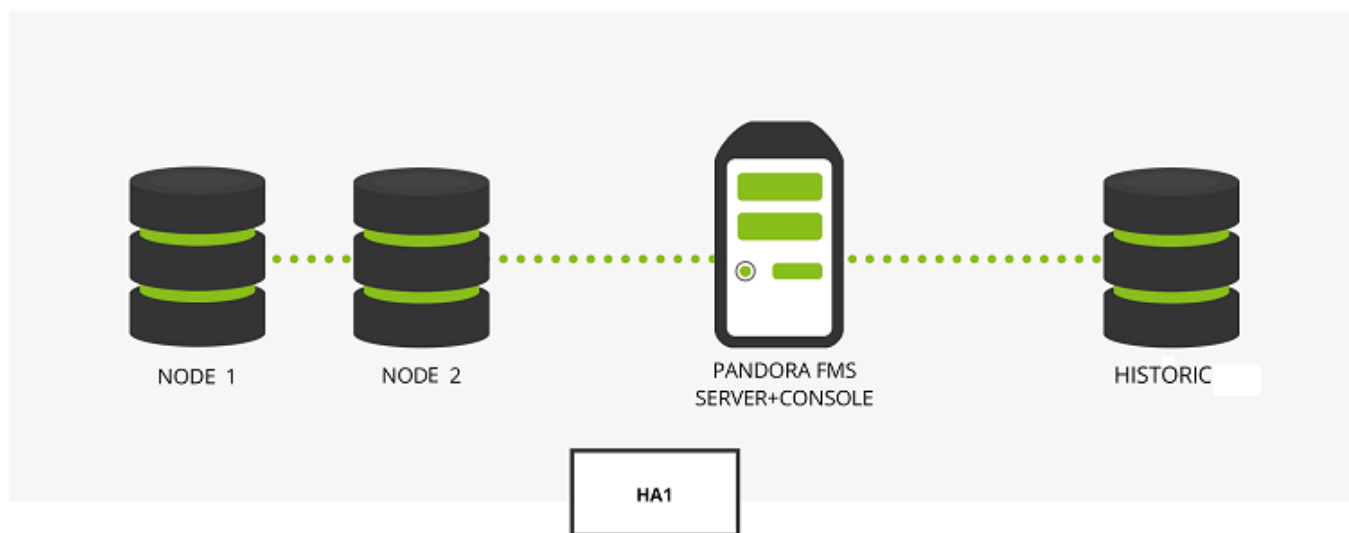 NODE 1
NODE 2
PANDORA FMS
SERVER+CONSOLE
HISTORIC
HA1